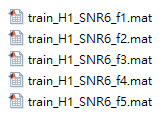 train_H1_SNR6_f1.mat
train_H1_SNR6_f2.mat
train_H1_SNR6_f3.mat
train_H1_SNR6_f4.mat
train_H1_SNR6_f5.mat